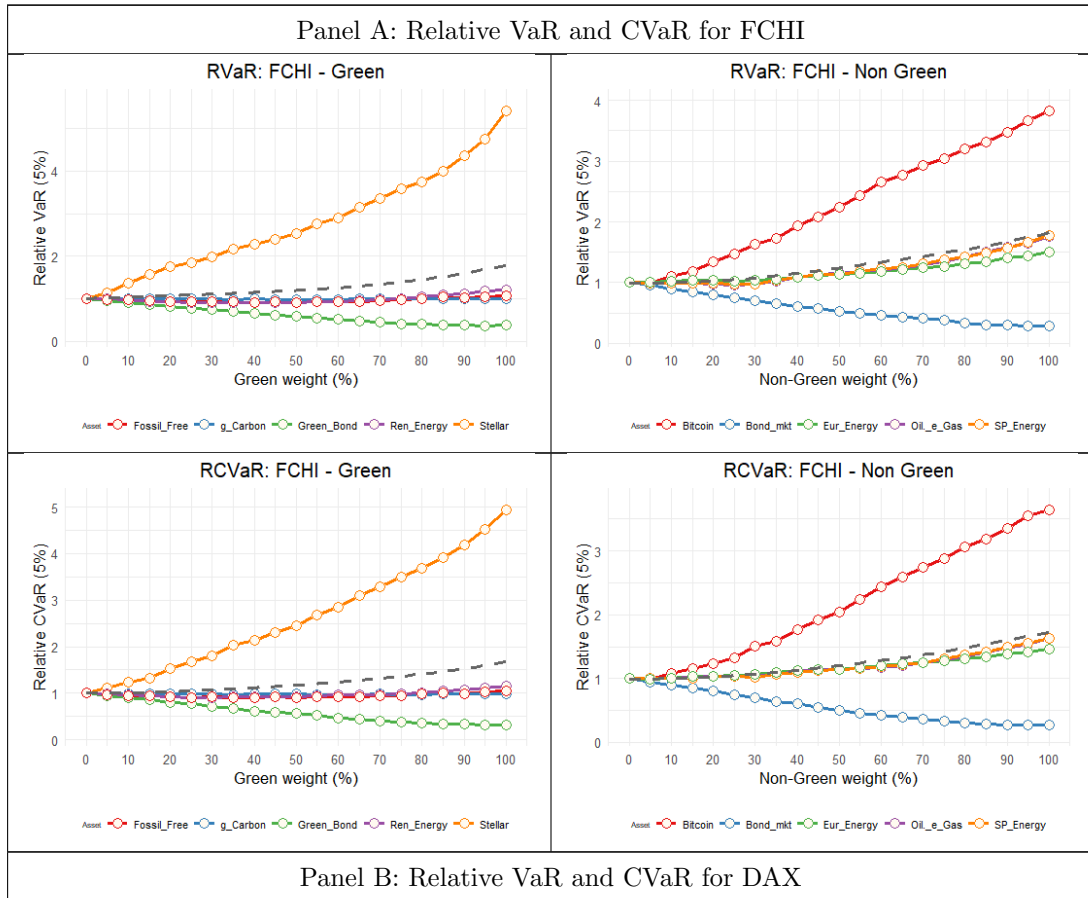 Panel A: Relative VaR and CVaR for FCHI
RVaR: FCHI - Green
Relative VaR (5%)
4
2
0
0 10 20 30 40 50 60 70 80 90 100
Green weight (%)
Asset Fossil_Free g_Carbon Green_Bond Ren_Energy Stellar
RVaR: FCHI - Non Green
Relative VaR (5%)
4
3
2
1
0
0 10 20 30 40 50 60 70 80 90 100
Non-Green weight (%)
Asset Bitcoin Bond_mkt Eur_Energy Oil._e_Gas SP_Energy
RCVaR: FCHI - Green
Relative CVaR (5%)
5
4
3
2
1
0
0 10 20 30 40 50 60 70 80 90 100
Green weight (%)
Asset Fossil_Free g_Carbon Green_Bond Ren_Energy Stellar
RCVaR: FCHI - Non Green
Relative CVaR (5%)
3
2
1
0
0 10 20 30 40 50 60 70 80 90 100
Non-Green weight (%)
Asset Bitcoin Bond_mkt Eur_Energy Oil._e_Gas SP_Energy
Panel B: Relative VaR and CVaR for DAX